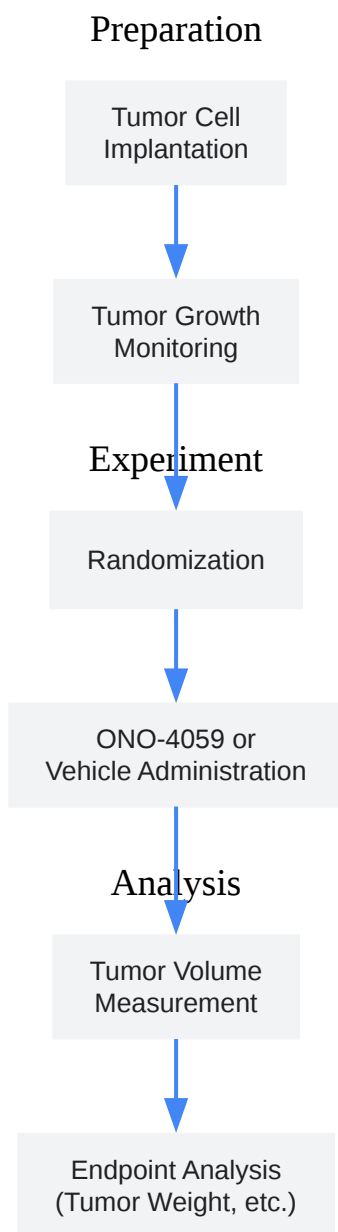 Preparation
Tumor Cell
Implantation
Tumor Growth
Monitoring
Experiment
Randomization
ONO-4059 or
Vehicle Administration
Analysis
Tumor Volume
Measurement
Endpoint Analysis
(Tumor Weight, etc.)